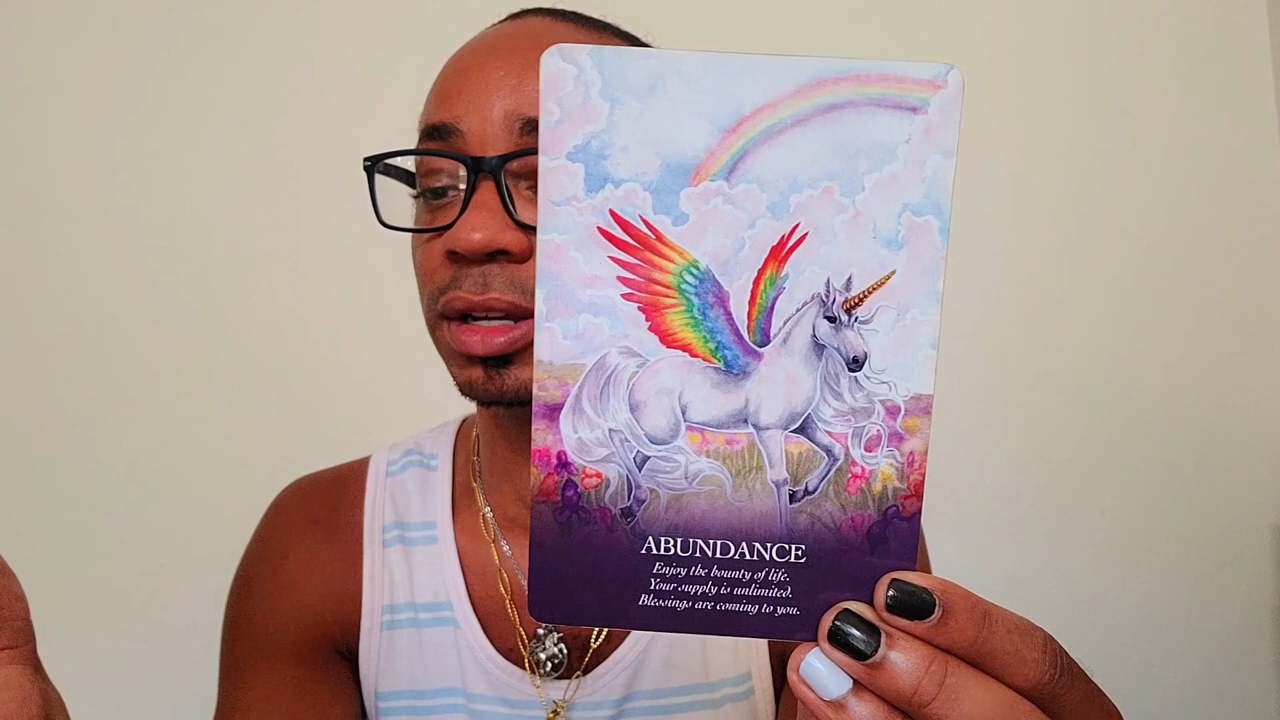 ABUNDANCE
Enjoy the bounty of life.
Your supply is unlimited.
Blessings are coming to you.